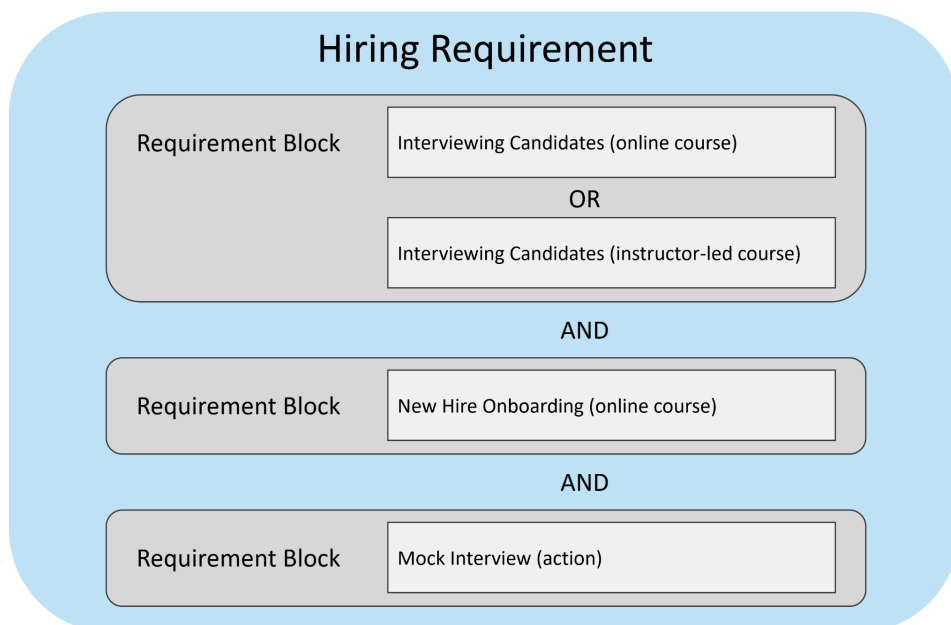 Hiring Requirement
Requirement Block
Interviewing Candidates (online course)
OR
Interviewing Candidates (instructor-led course)
AND
Requirement Block
New Hire Onboarding (online course)
AND
Requirement Block
Mock Interview (action)